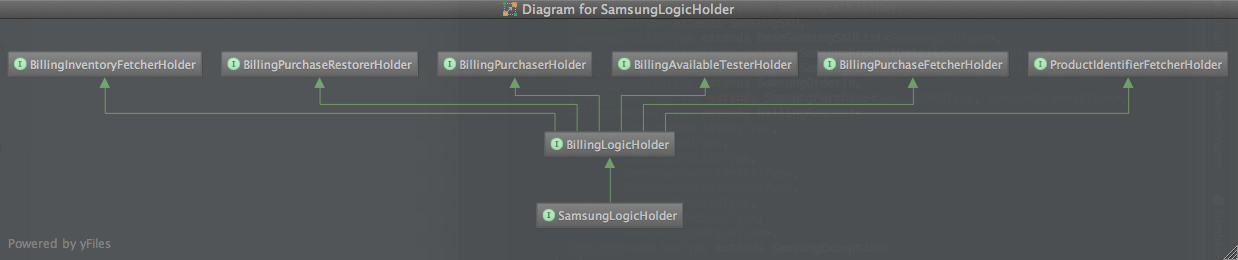 Diagram for SamsungLogicHolder
I BillingInventoryFetcherHolder
I BillingPurchaseRestorerHolder
I BillingPurchaserHolder
I BillingAvailableTesterHolder
I BillingPurchaseFetcherHolder
I ProductIdentifierFetcherHolder
I BillingLogicHolder
I SamsungLogicHolder
Powered by yFiles